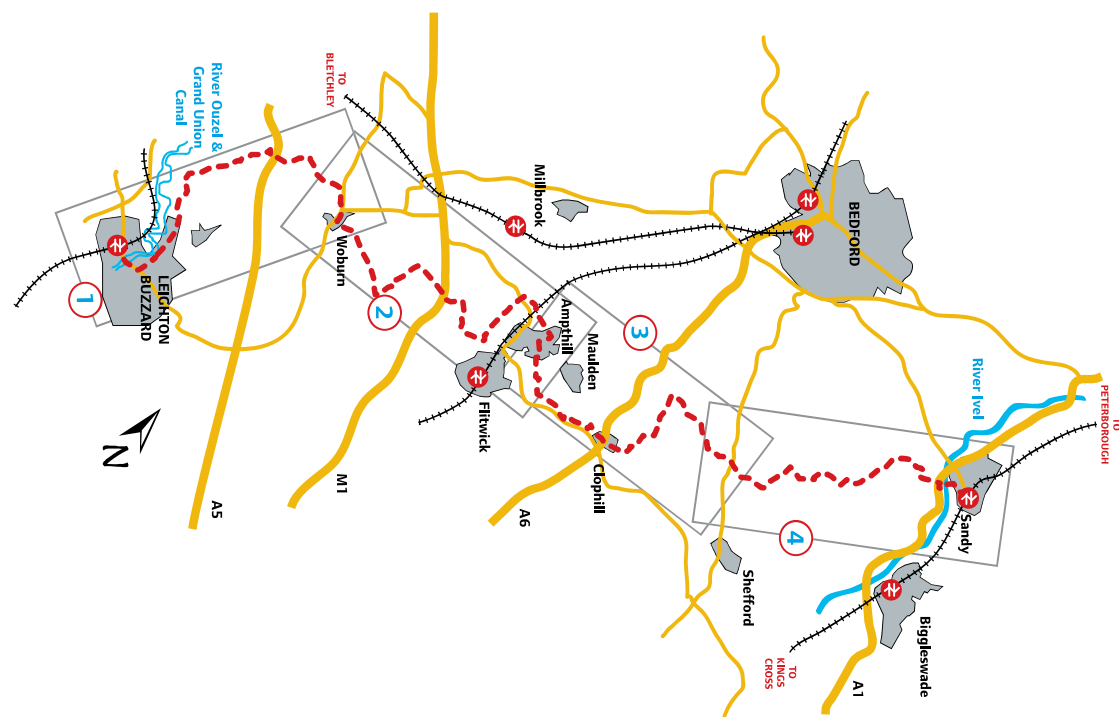 River Ouzel &
Grand Union
Canal
TO
BLETCHLEY
Millbrook
BEDFORD
Woburn
LEIGHTON
BUZZARD
1
2
3
4
Ampthill
Maulden
Flitwick
Clophill
River Ivel
TO
PETERBOROUGH
Sandy
Shefford
Biggleswade
TO
KINGS
CROSS
A5
M1
A6
A1
N